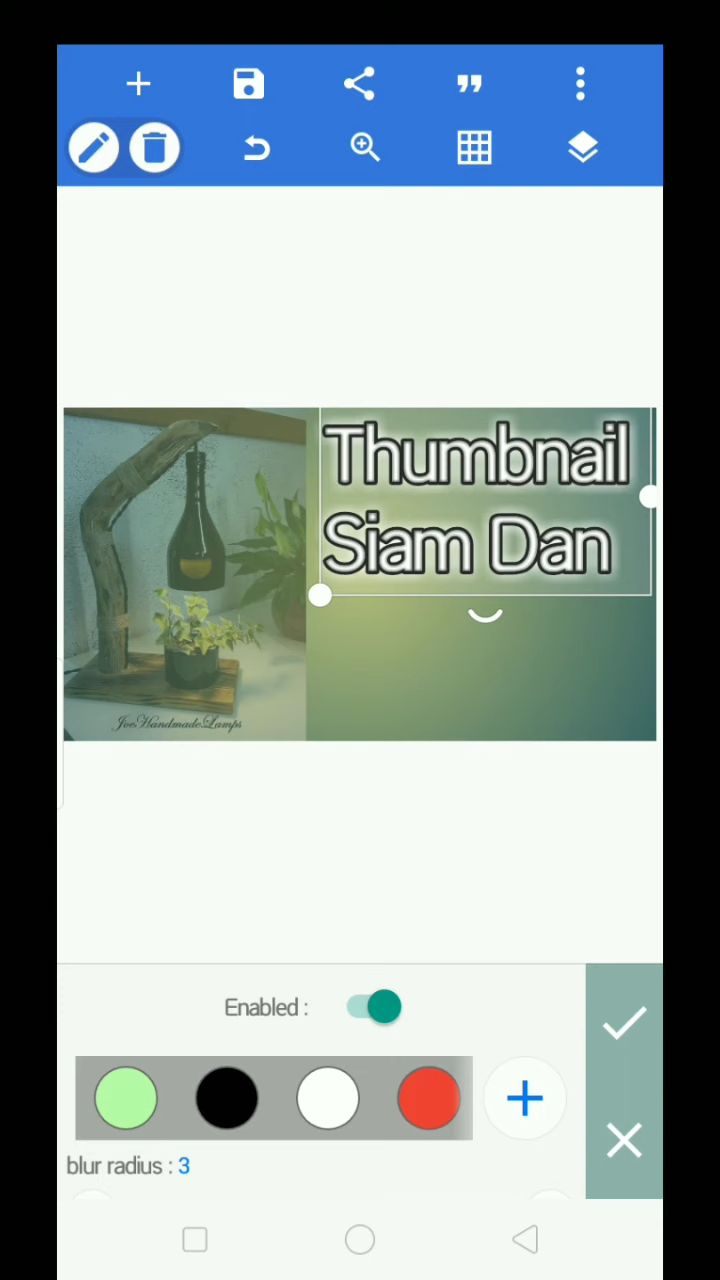 Thumbnail
Siam Dan
JoeHandmadeLamps
Enabled :
blur radius : 3